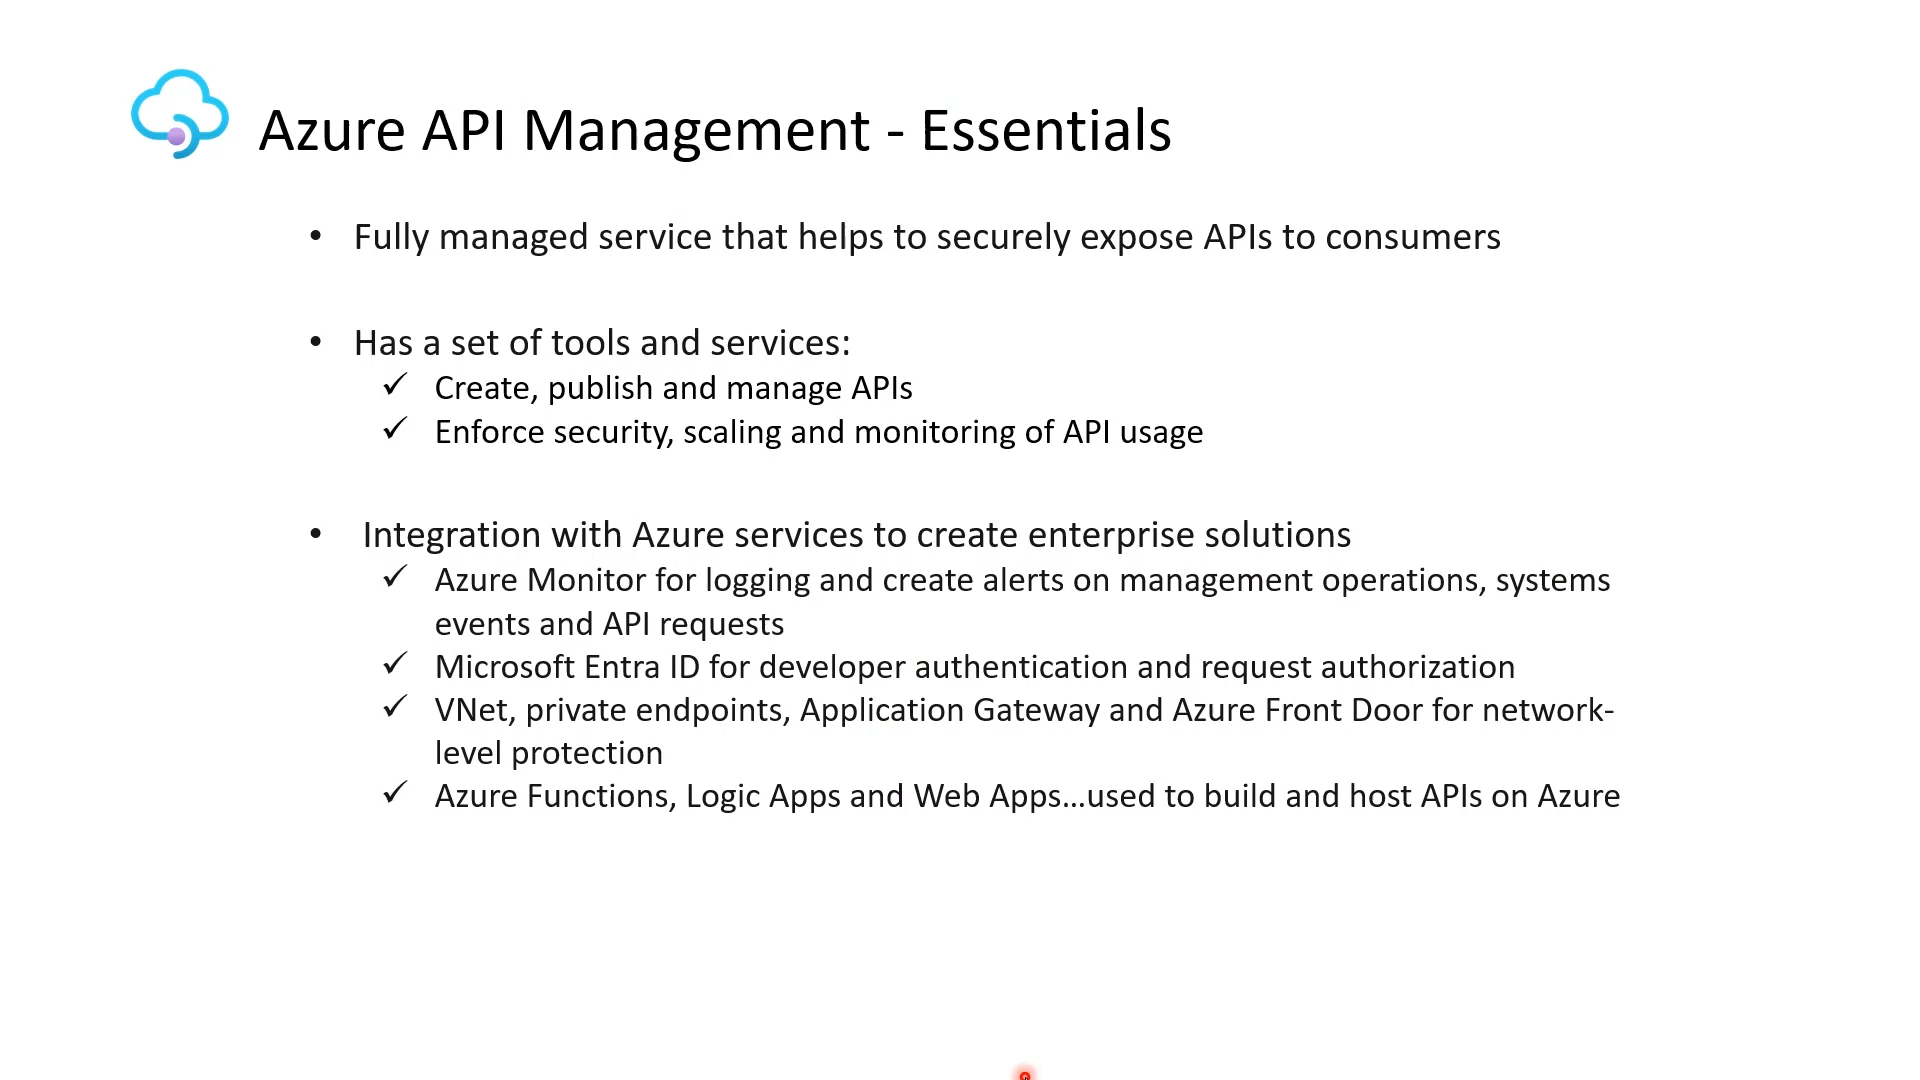 Azure API Management - Essentials
• Fully managed service that helps to securely expose APIs to consumers
• Has a set of tools and services:
✓ Create, publish and manage APIs
✓ Enforce security, scaling and monitoring of API usage
• Integration with Azure services to create enterprise solutions
✓ Azure Monitor for logging and create alerts on management operations, systems
events and API requests
✓ Microsoft Entra ID for developer authentication and request authorization
✓ VNet, private endpoints, Application Gateway and Azure Front Door for network-
level protection
✓ Azure Functions, Logic Apps and Web Apps…used to build and host APIs on Azure